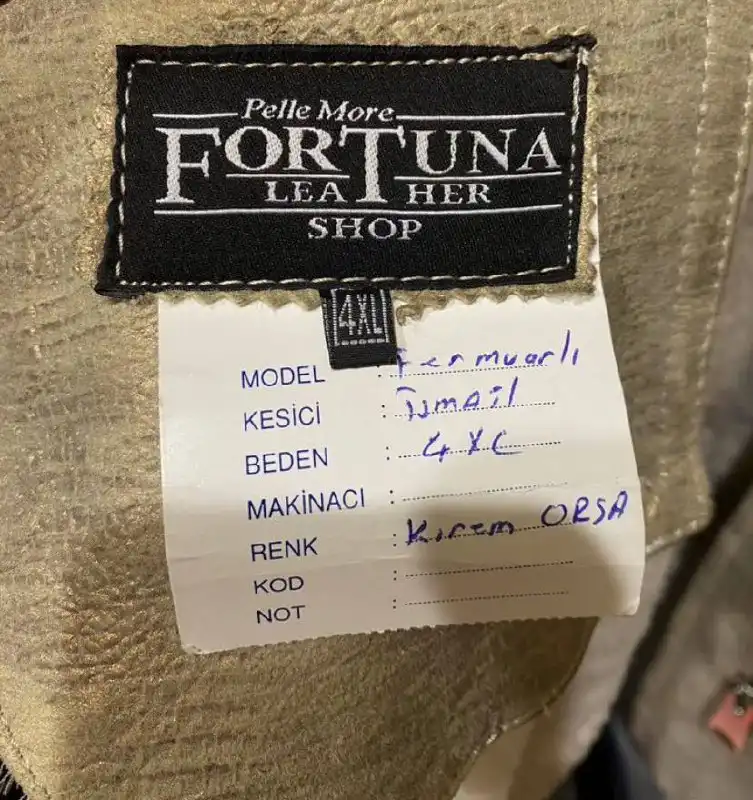 Pelle More
FORTUNA
LEATHER
SHOP
4XL
MODEL : Fermuarlı
KESİCİ : İsmail
BEDEN : 4XL
MAKİNACI :
RENK : Kırem ORSA
KOD :
NOT :